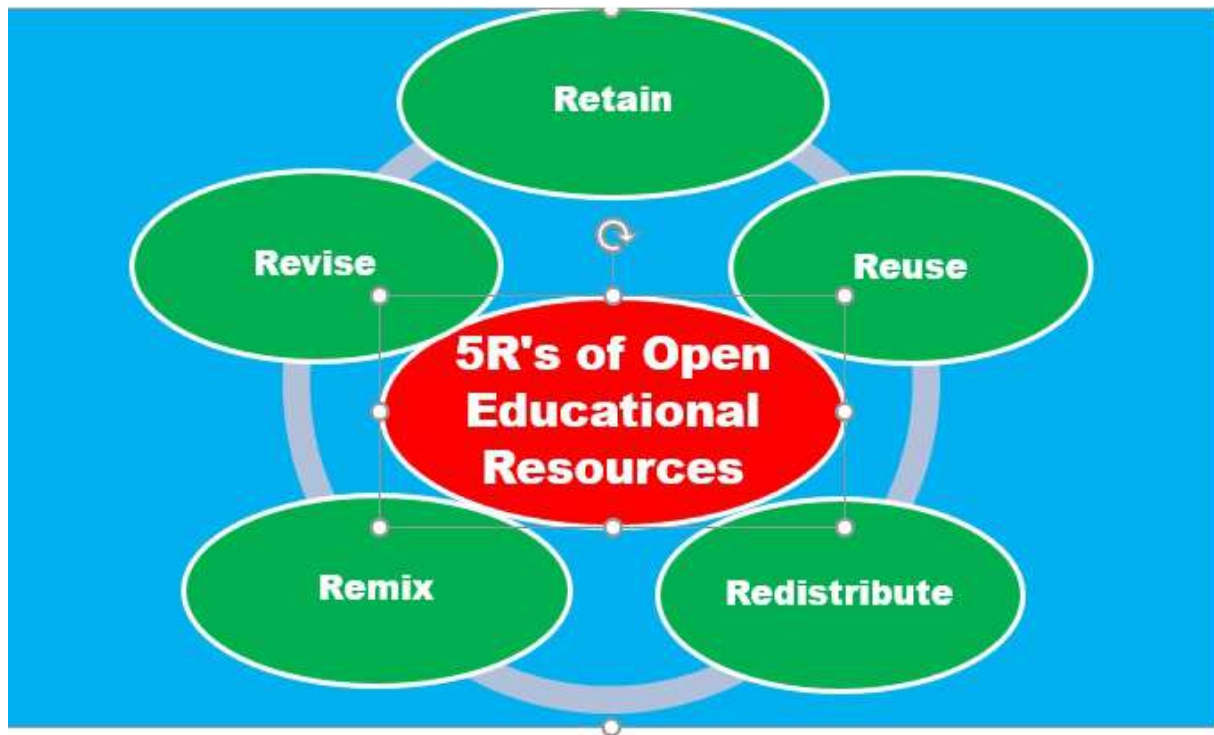 Retain
Revise
Reuse
5R's of Open
Educational
Resources
Remix
Redistribute